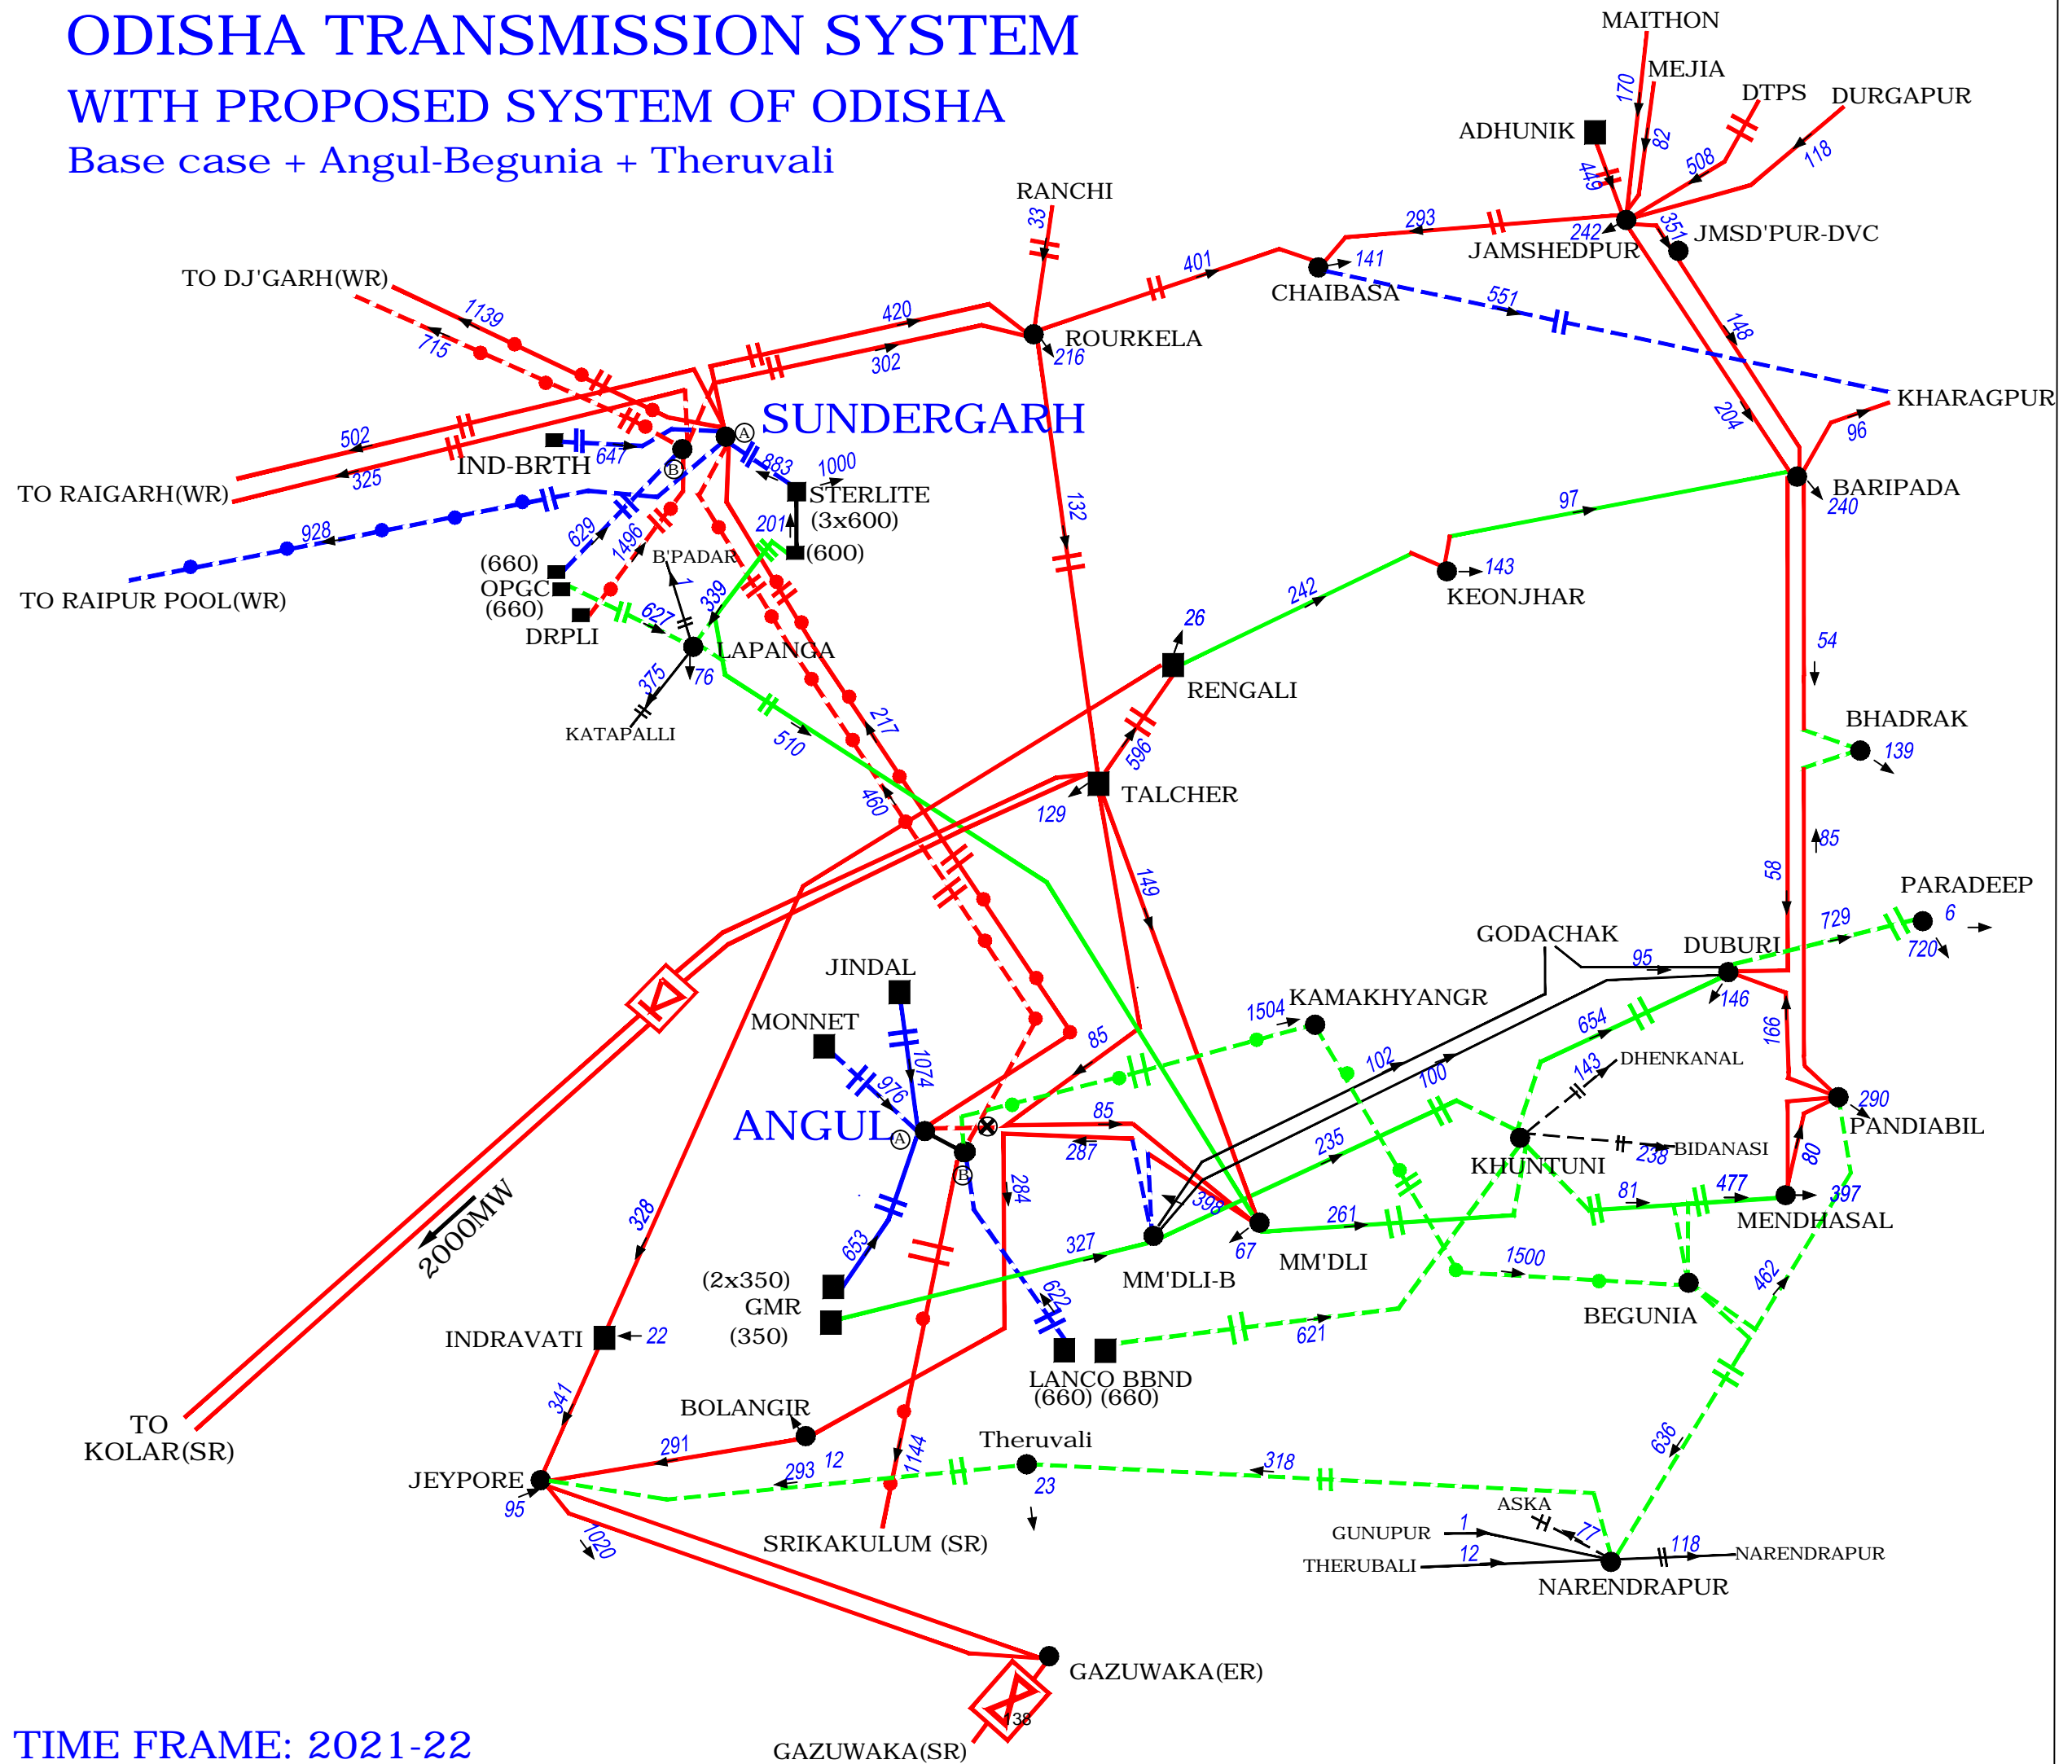 ODISHA TRANSMISSION SYSTEM
WITH PROPOSED SYSTEM OF ODISHA
Base case + Angul-Begunia + Theruvali
MAITHON
170
MEJIA
82
DTPS
508
DURGAPUR
118
ADHUNIK
449
RANCHI
33
293
242
351
JMSD'PUR-DVC
JAMSHEDPUR
401
141
CHAIBASA
551
148
204
KHARAGPUR
96
TO DJ'GARH(WR)
1139
715
420
302
ROURKELA
216
SUNDERGARH
A
B
502
325
TO RAIGARH(WR)
IND-BRTH
647
883
1000
STERLITE
(3x600)
201
(600)
928
TO RAIPUR POOL(WR)
629
1496
(660)
OPGC
(660)
DRPLI
B'PADAR
1
339
627
LAPANGA
375
76
KATAPALLI
510
217
460
132
97
BARIPADA
240
143
KEONJHAR
242
26
RENGALI
596
54
BHADRAK
139
TALCHER
129
149
85
58
PARADEEP
6
729
720
GODACHAK
95
DUBURI
146
JINDAL
MONNET
1074
976
ANGUL
A
B
85
1504
KAMAKHYANGR
654
102
100
DHENKANAL
143
166
290
PANDIABIL
85
287
284
235
KHUNTUNI
238
BIDANASI
80
398
81
477
397
MENDHASAL
2000MW
328
653
327
261
67
MM'DLI-B
MM'DLI
1500
462
BEGUNIA
(2x350)
GMR
(350)
622
621
INDRAVATI
22
LANCO BBND
(660) (660)
341
TO
KOLAR(SR)
BOLANGIR
291
12
293
1144
Theruvali
23
318
636
JEYPORE
95
1020
SRIKAKULUM (SR)
ASKA
77
GUNUPUR
1
THERUBALI
12
118
NARENDRAPUR
NARENDRAPUR
GAZUWAKA(ER)
138
GAZUWAKA(SR)
TIME FRAME: 2021-22